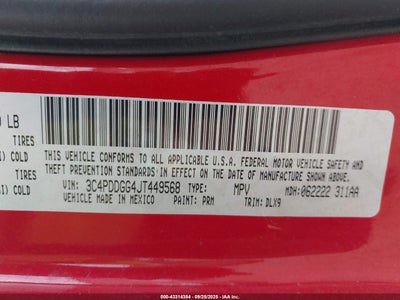 LB
TIRES
COLD
TIRES
COLD
THIS VEHICLE CONFORMS TO ALL APPLICABLE U.S.A. FEDERAL MOTOR VEHICLE SAFETY AND
THEFT PREVENTION STANDARDS IN EFFECT ON THE DATE OF MANUFACTURE SHOWN ABOVE.
VIN: 3C4PDDGG4JT449568 TYPE: MPV MDH: 062222 311AA
VEHICLE MADE IN MEXICO PAINT: PRM TRIM: DLX9
000-43314384 - (09/29/2025) - IAAI.COM